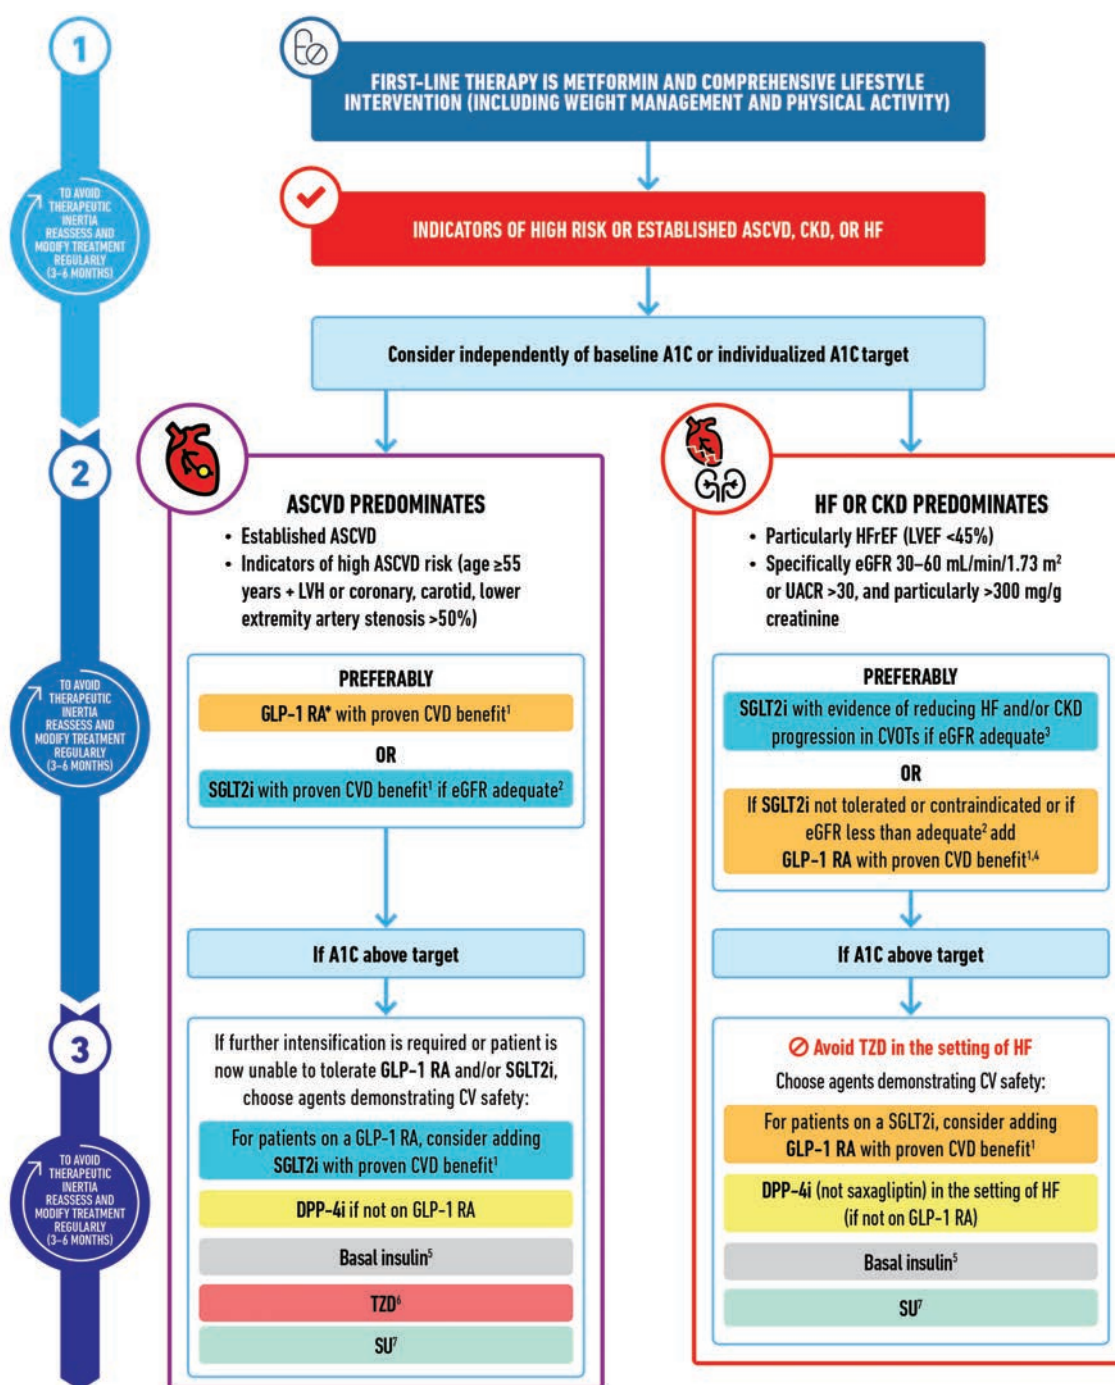 1
FIRST-LINE THERAPY IS METFORMIN AND COMPREHENSIVE LIFESTYLE
INTERVENTION (INCLUDING WEIGHT MANAGEMENT AND PHYSICAL ACTIVITY)
TO AVOID
THERAPEUTIC
INERTIA
REASSESS AND
MODIFY TREATMENT
REGULARLY
(3–6 MONTHS)
INDICATORS OF HIGH RISK OR ESTABLISHED ASCVD, CKD, OR HF
Consider independently of baseline A1C or individualized A1C target
2
ASCVD PREDOMINATES
• Established ASCVD
• Indicators of high ASCVD risk (age ≥55
years + LVH or coronary, carotid, lower
extremity artery stenosis >50%)
PREFERABLY
GLP-1 RA* with proven CVD benefit¹
OR
SGLT2i with proven CVD benefit¹ if eGFR adequate²
If A1C above target
HF OR CKD PREDOMINATES
• Particularly HFrEF (LVEF <45%)
• Specifically eGFR 30–60 mL/min/1.73 m²
or UACR >30, and particularly >300 mg/g
creatinine
PREFERABLY
SGLT2i with evidence of reducing HF and/or CKD
progression in CVOTs if eGFR adequate³
OR
If SGLT2i not tolerated or contraindicated or if
eGFR less than adequate² add
GLP-1 RA with proven CVD benefit¹,⁴
If A1C above target
TO AVOID
THERAPEUTIC
INERTIA
REASSESS AND
MODIFY TREATMENT
REGULARLY
(3–6 MONTHS)
3
If further intensification is required or patient is
now unable to tolerate GLP-1 RA and/or SGLT2i,
choose agents demonstrating CV safety:
For patients on a GLP-1 RA, consider adding
SGLT2i with proven CVD benefit¹
DPP-4i if not on GLP-1 RA
Basal insulin⁵
TZD⁶
SU⁷
Avoid TZD in the setting of HF
Choose agents demonstrating CV safety:
For patients on a SGLT2i, consider adding
GLP-1 RA with proven CVD benefit¹
DPP-4i (not saxagliptin) in the setting of HF
(if not on GLP-1 RA)
Basal insulin⁵
SU⁷
TO AVOID
THERAPEUTIC
INERTIA
REASSESS AND
MODIFY TREATMENT
REGULARLY
(3–6 MONTHS)